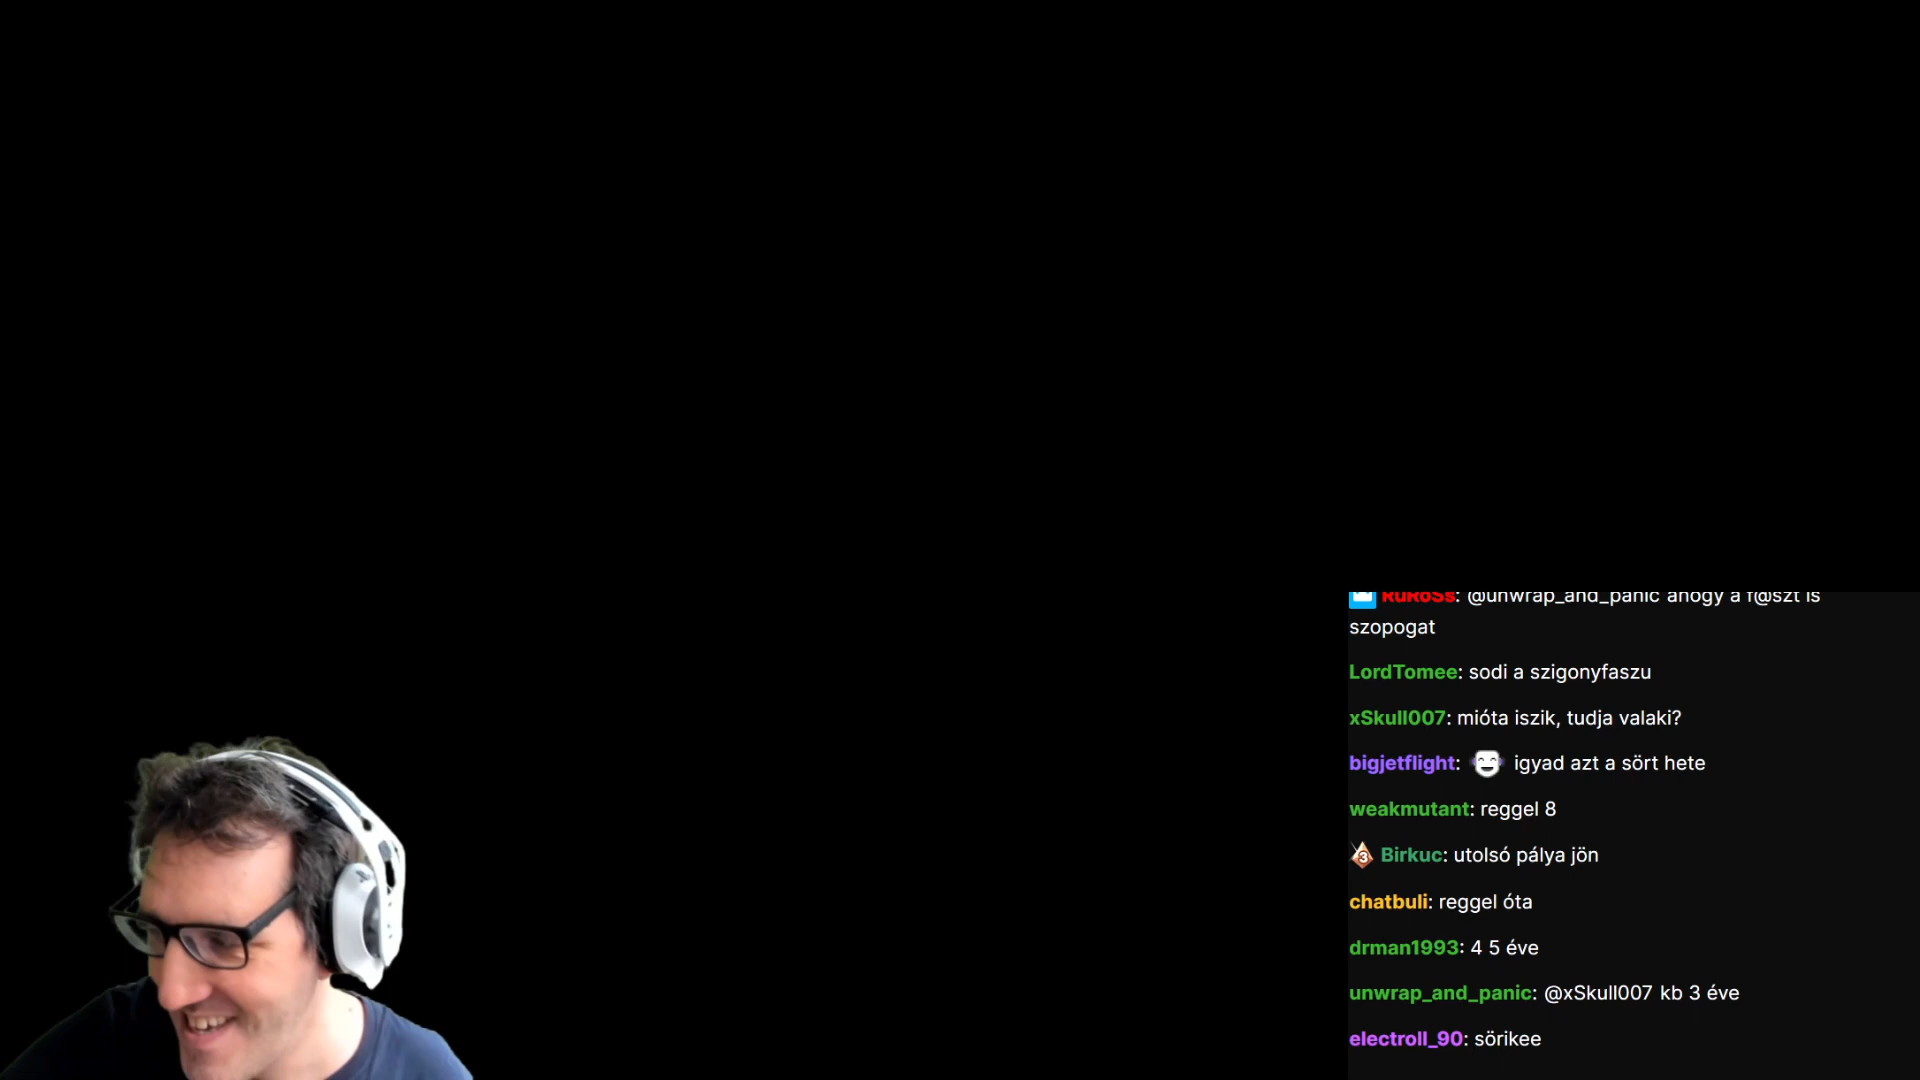 RuRoSs: @unwrap_and_panic ahogy a f@szt is
szopogat
LordTomee: sodi a szigonyfaszu
xSkull007: mióta iszik, tudja valaki?
bigjetflight: igyad azt a sört hete
weakmutant: reggel 8
3 Birkuc: utolsó pálya jön
chatbuli: reggel óta
drman1993: 4 5 éve
unwrap_and_panic: @xSkull007 kb 3 éve
electroll_90: sörikee